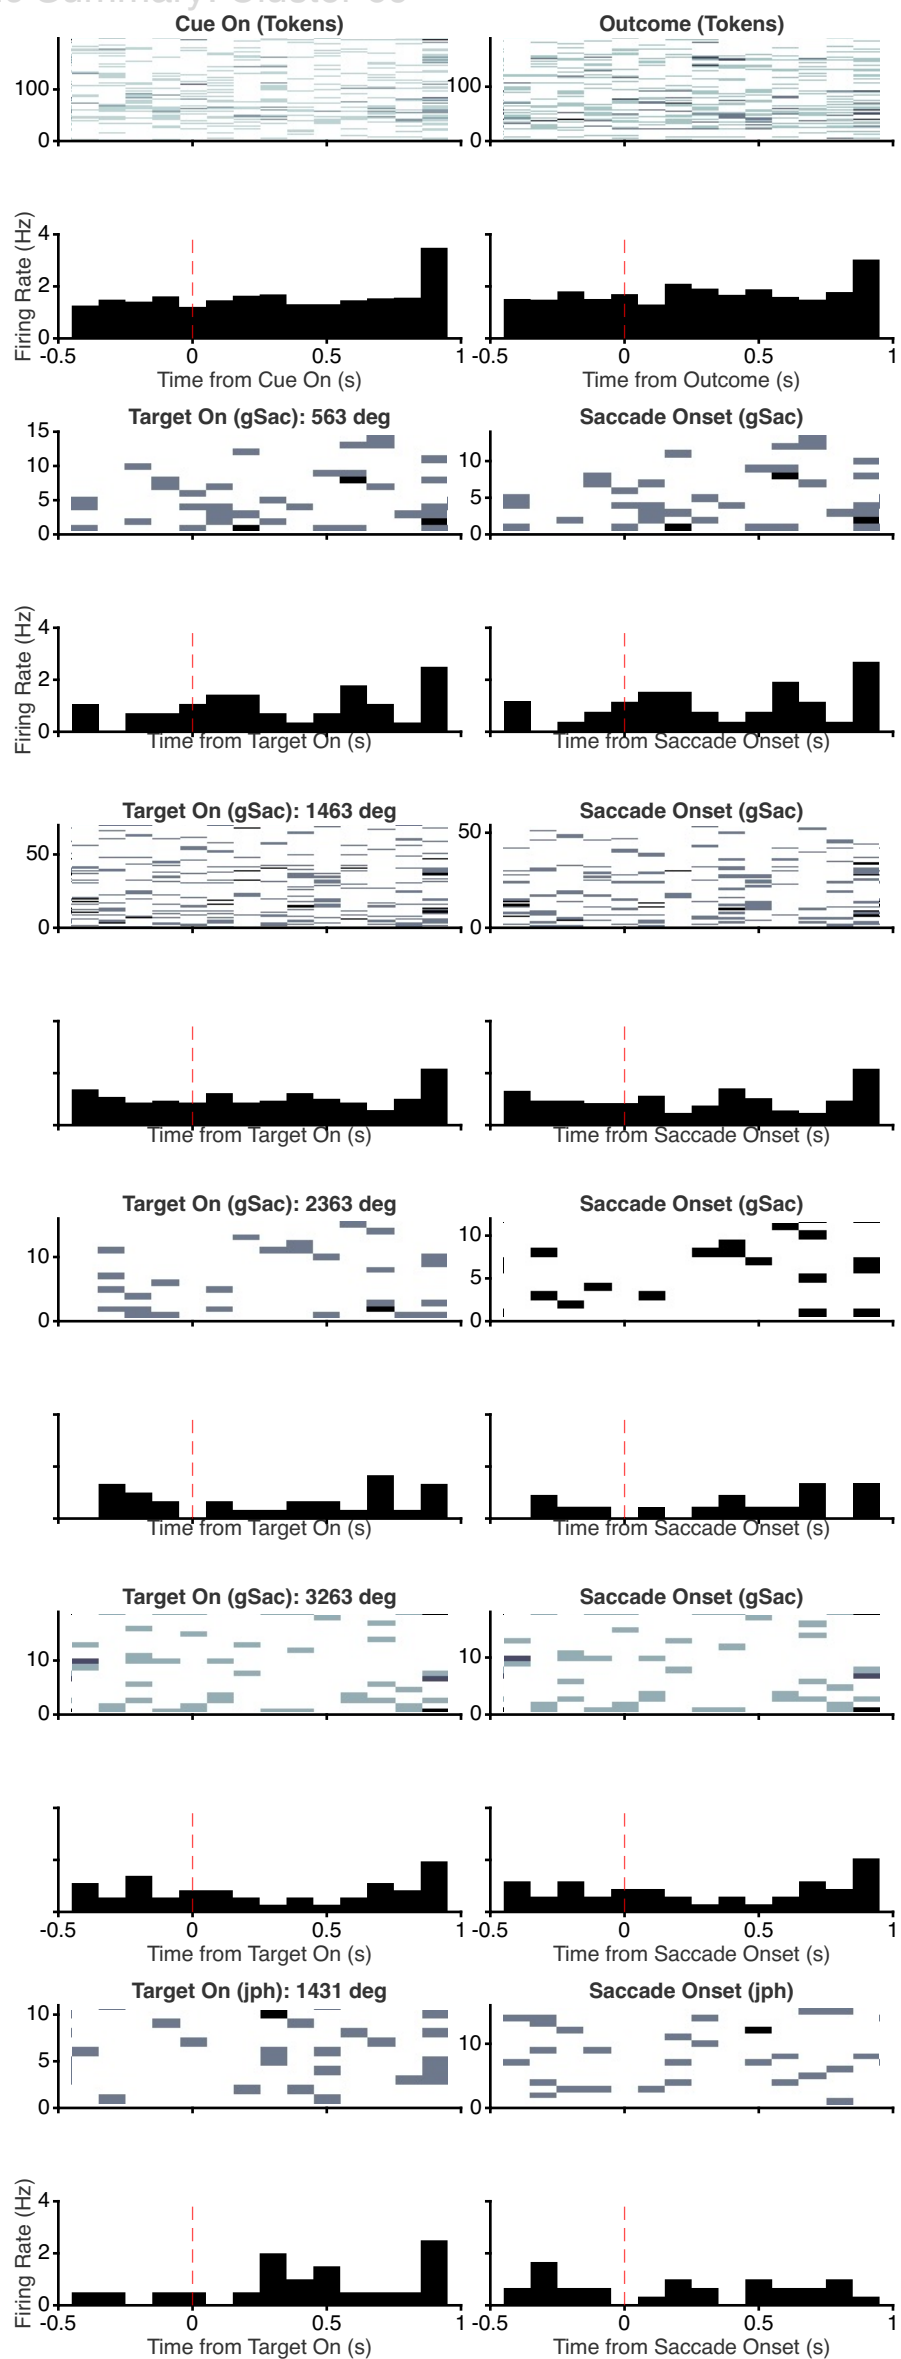 Summary: Cluster
Cue On (Tokens) Outcome (Tokens)
100 100
0 0
Firing Rate (Hz)
4
2
0
-0.5 0 0.5 1 -0.5 0 0.5 1
Time from Cue On (s) Time from Outcome (s)
Target On (gSac): 563 deg Saccade Onset (gSac)
15
10 10
5 5
0 0
Firing Rate (Hz)
4
2
0
Time from Target On (s) Time from Saccade Onset (s)
Target On (gSac): 1463 deg Saccade Onset (gSac)
50 50
0 0
Time from Target On (s) Time from Saccade Onset (s)
Target On (gSac): 2363 deg Saccade Onset (gSac)
10 10
5
0 0
Time from Target On (s) Time from Saccade Onset (s)
Target On (gSac): 3263 deg Saccade Onset (gSac)
10 10
0 0
-0.5 0 0.5 1 -0.5 0 0.5 1
Time from Target On (s) Time from Saccade Onset (s)
Target On (jph): 1431 deg Saccade Onset (jph)
10 10
5
0 0
Firing Rate (Hz)
4
2
0
-0.5 0 0.5 1 -0.5 0 0.5 1
Time from Target On (s) Time from Saccade Onset (s)